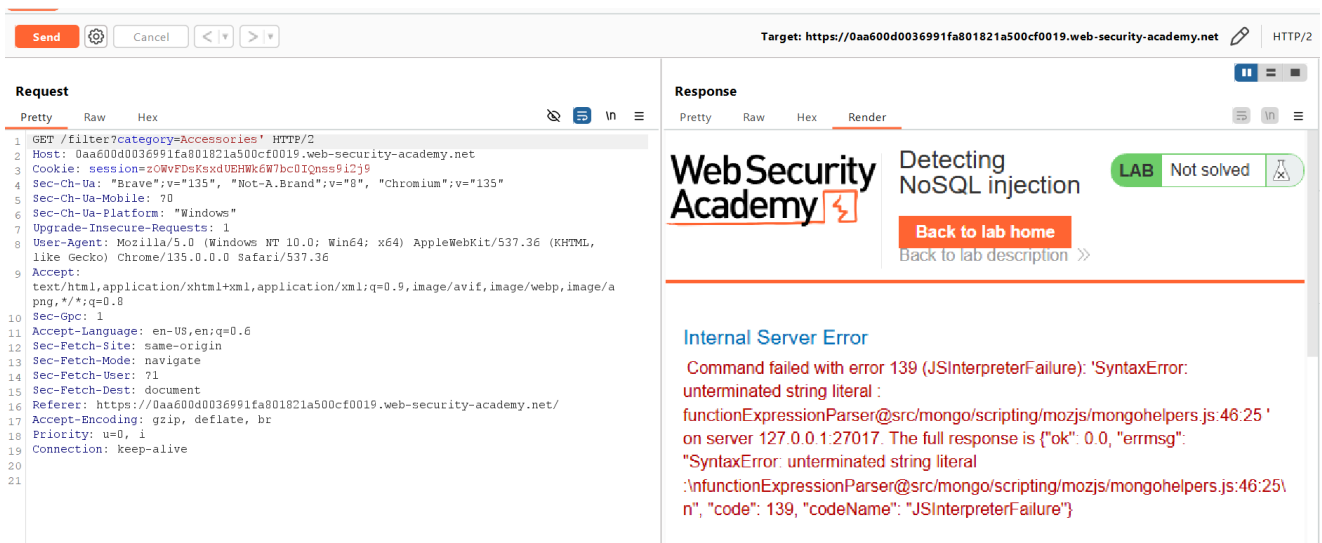 Send Cancel < > Target: https://0aa600d0036991fa801821a500cf0019.web-security-academy.net HTTP/2
Request
Pretty Raw Hex \n
1 GET /filter?category=Accessories' HTTP/2
2 Host: 0aa600d0036991fa801821a500cf0019.web-security-academy.net
3 Cookie: session=zOWvFDsKsxdUEHWk6W7bc0IQnss9i2j9
4 Sec-Ch-Ua: "Brave";v="135", "Not-A.Brand";v="8", "Chromium";v="135"
5 Sec-Ch-Ua-Mobile: ?0
6 Sec-Ch-Ua-Platform: "Windows"
7 Upgrade-Insecure-Requests: 1
8 User-Agent: Mozilla/5.0 (Windows NT 10.0; Win64; x64) AppleWebKit/537.36 (KHTML,
like Gecko) Chrome/135.0.0.0 Safari/537.36
9 Accept:
text/html,application/xhtml+xml,application/xml;q=0.9,image/avif,image/webp,image/a
png,*/*;q=0.8
10 Sec-Gpc: 1
11 Accept-Language: en-US,en;q=0.6
12 Sec-Fetch-Site: same-origin
13 Sec-Fetch-Mode: navigate
14 Sec-Fetch-User: ?1
15 Sec-Fetch-Dest: document
16 Referer: https://0aa600d0036991fa801821a500cf0019.web-security-academy.net/
17 Accept-Encoding: gzip, deflate, br
18 Priority: u=0, i
19 Connection: keep-alive
20
21
Response
Pretty Raw Hex Render \n
Web Security
Academy
Detecting
NoSQL injection
LAB Not solved
Back to lab home
Back to lab description
Internal Server Error
Command failed with error 139 (JSInterpreterFailure): 'SyntaxError:
unterminated string literal :
functionExpressionParser@src/mongo/scripting/mozjs/mongohelpers.js:46:25 '
on server 127.0.0.1:27017. The full response is {"ok": 0.0, "errmsg":
"SyntaxError: unterminated string literal
:\nfunctionExpressionParser@src/mongo/scripting/mozjs/mongohelpers.js:46:25\
n", "code": 139, "codeName": "JSInterpreterFailure"}